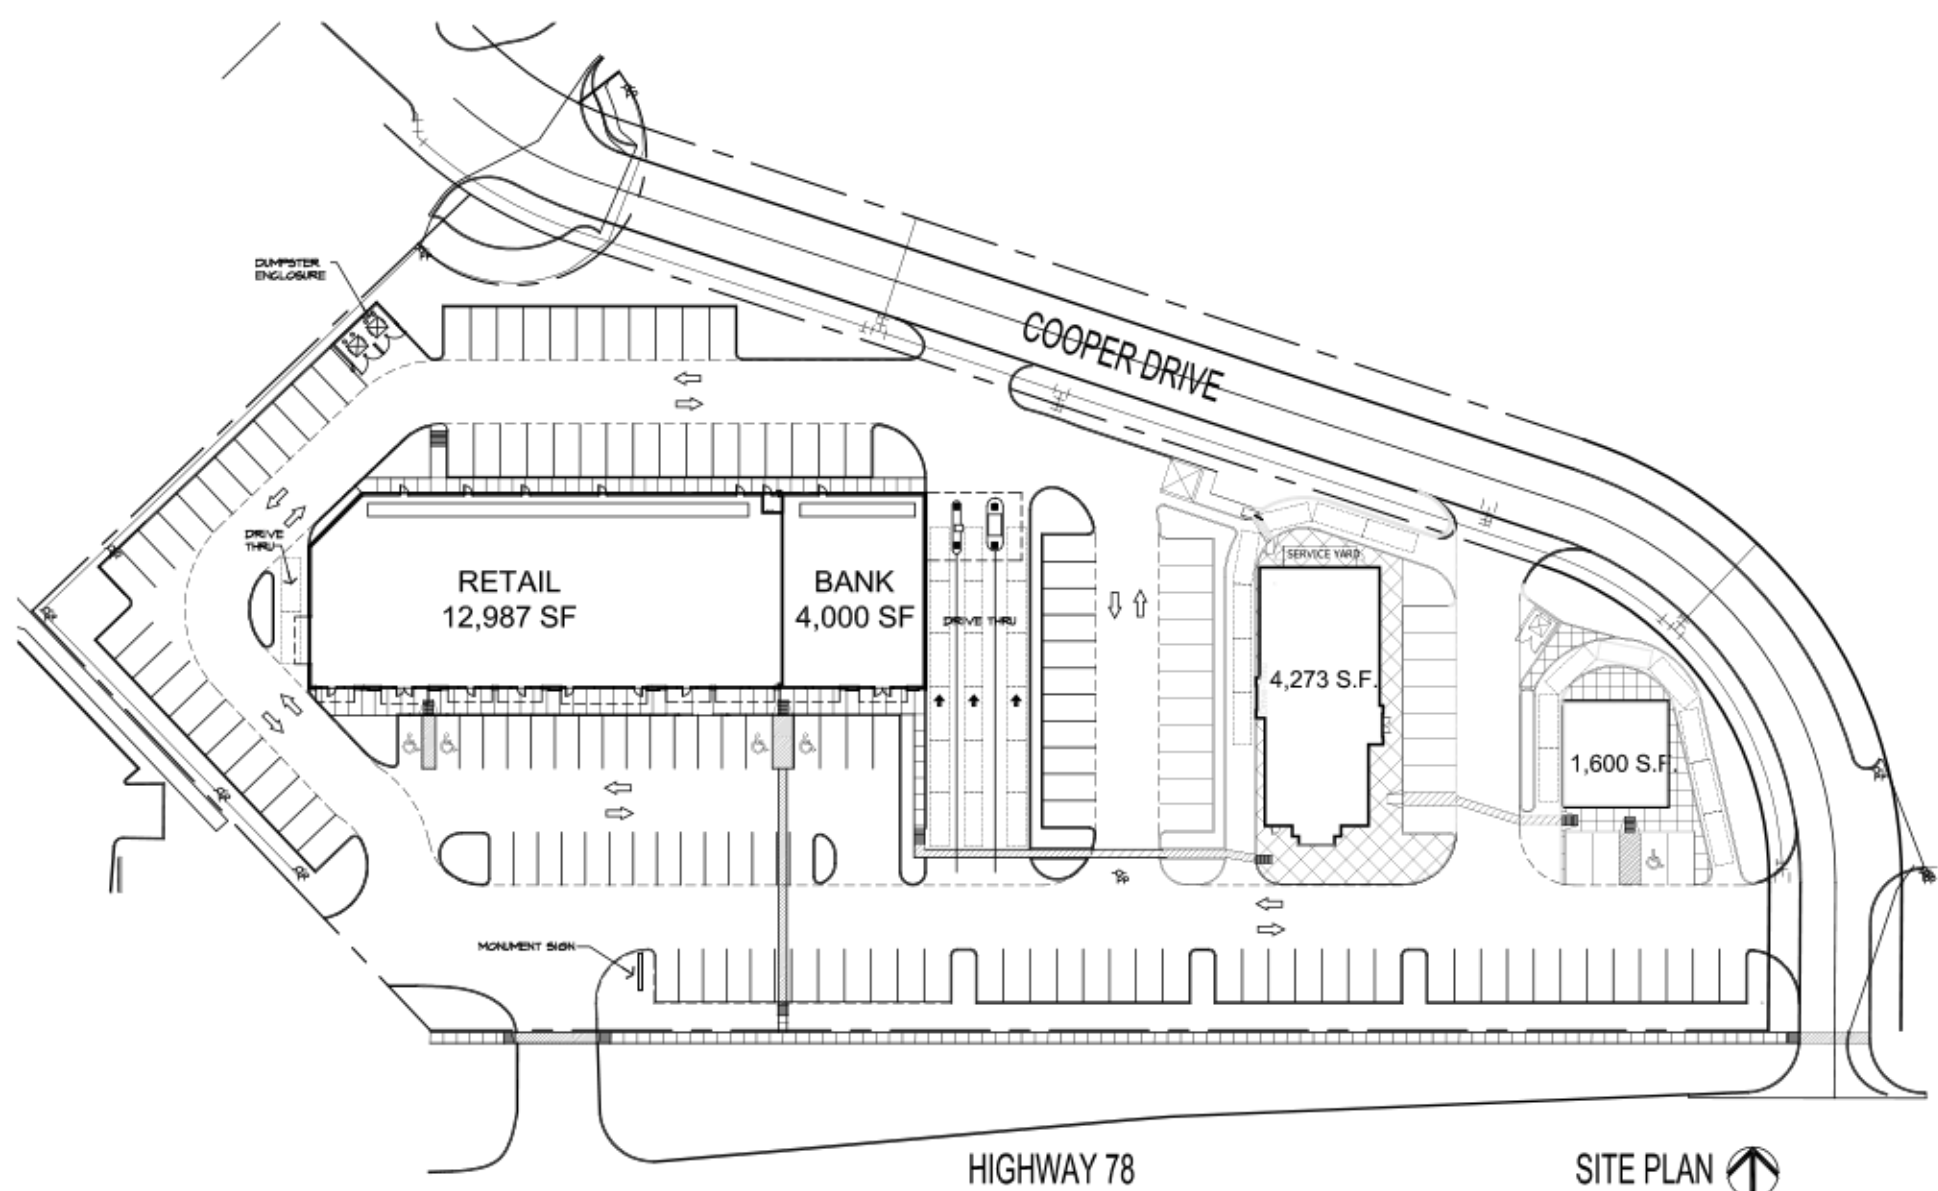 DUMPSTER
ENCLOSURE
COOPER DRIVE
DRIVE
THRU
RETAIL
12,987 SF
BANK
4,000 SF
DRIVE THRU
SERVICE YARD
4,273 S.F.
1,600 S.F.
MONUMENT SIGN
HIGHWAY 78
SITE PLAN